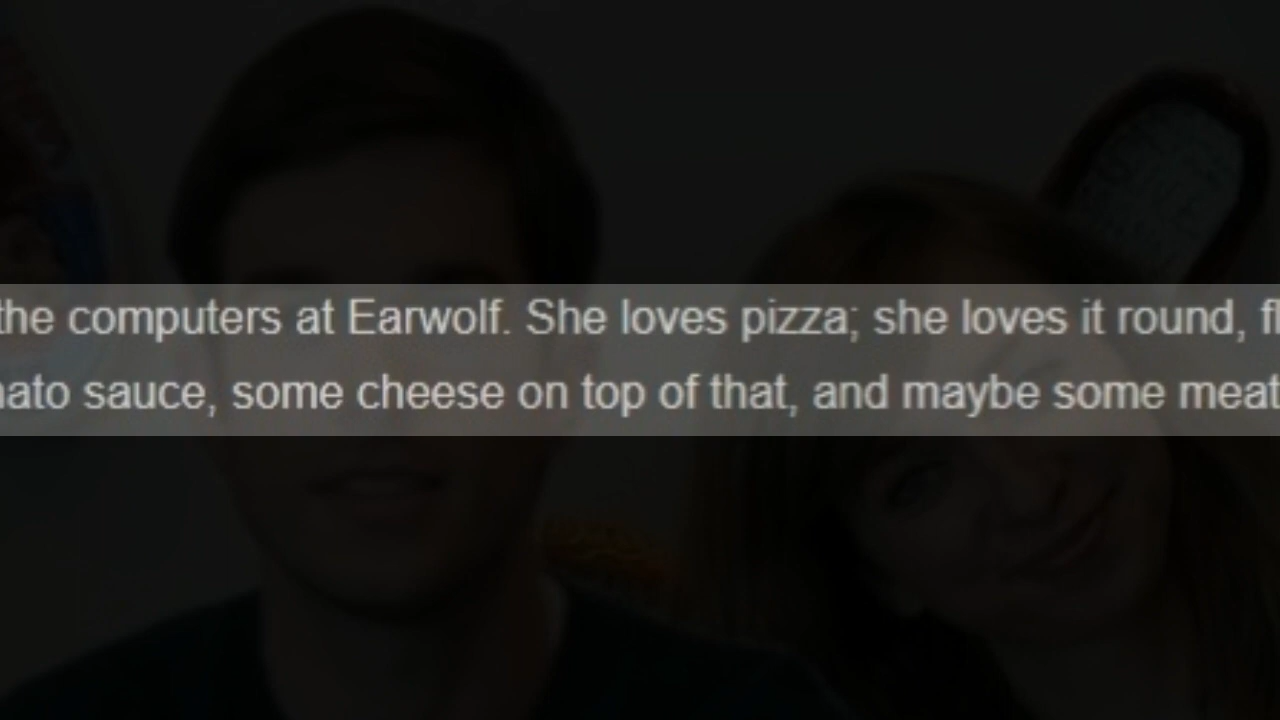 the computers at Earwolf. She loves pizza; she loves it round,
sauce, some cheese on top of that, and maybe some meat